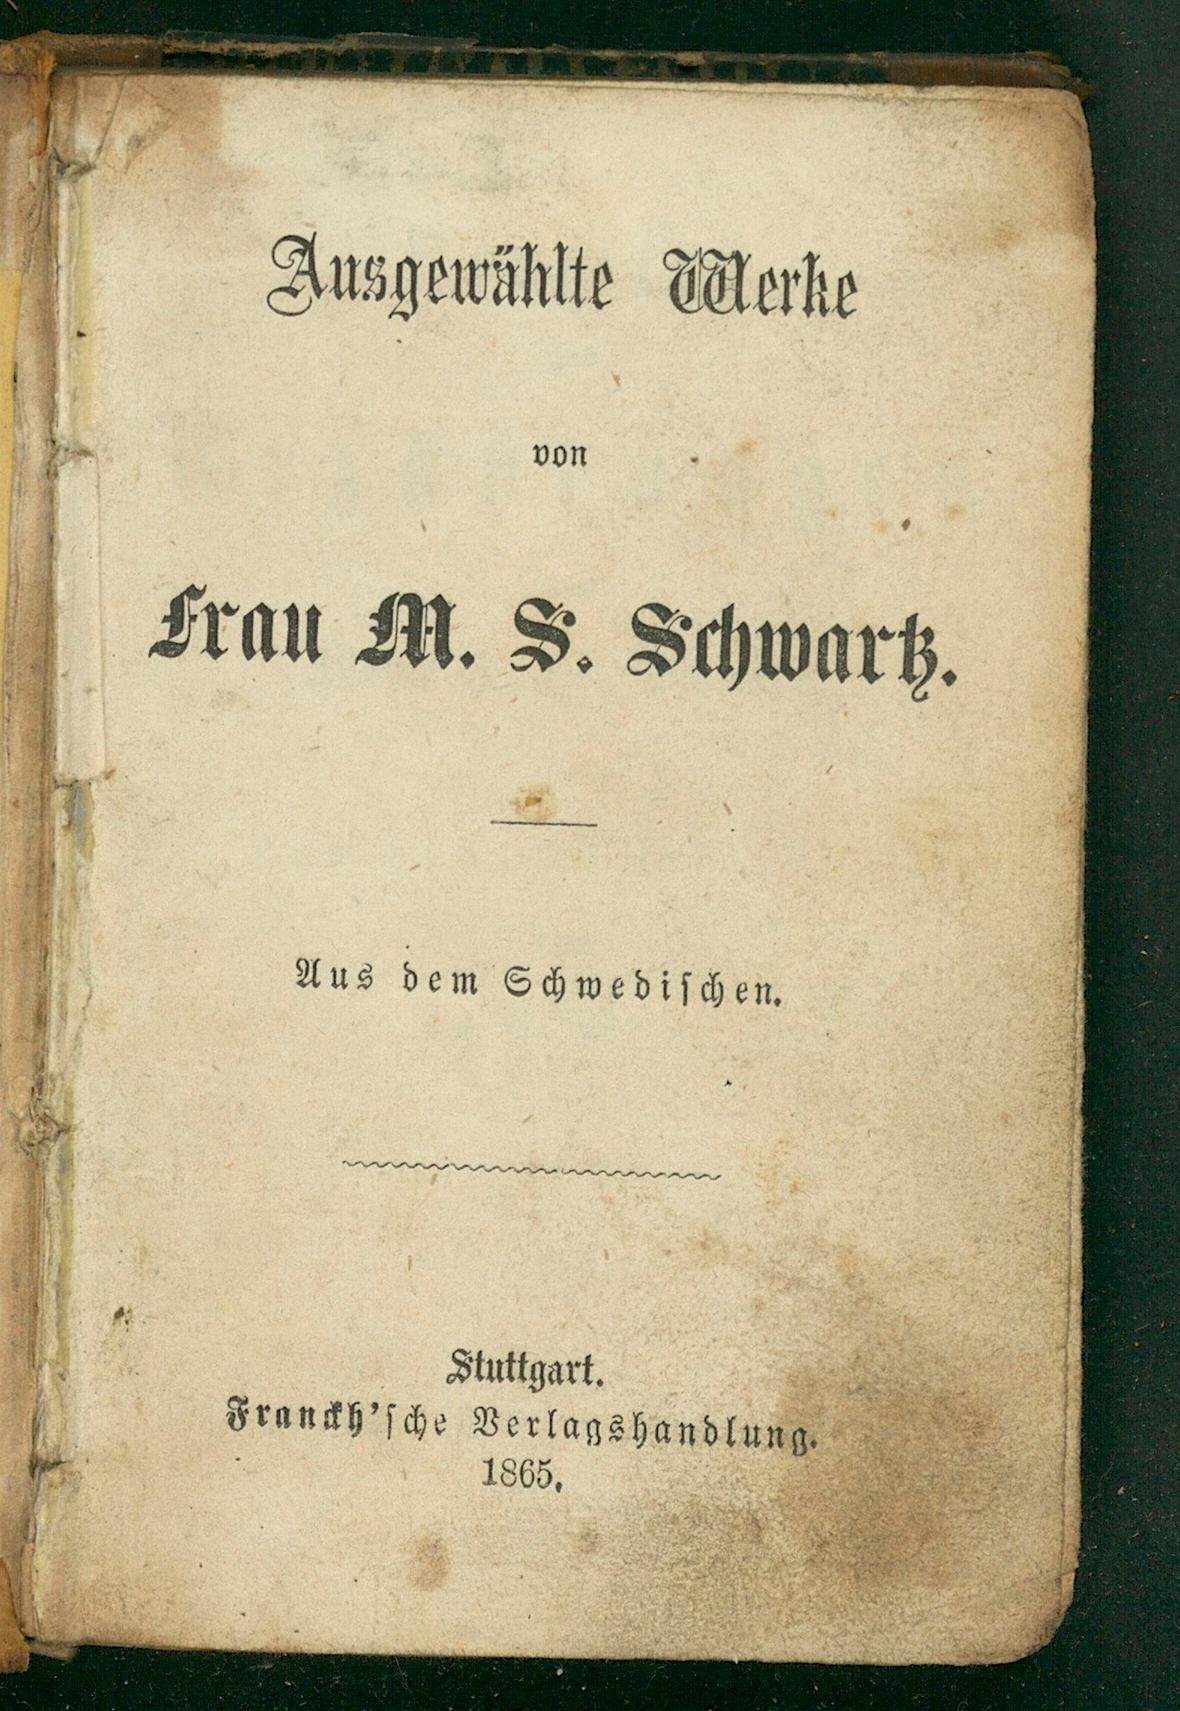 Ausgewählte Werke
von
Frau M. S. Schwartz.
Aus dem Schwedischen.
Stuttgart.
Franckh'sche Verlagshandlung.
1865.